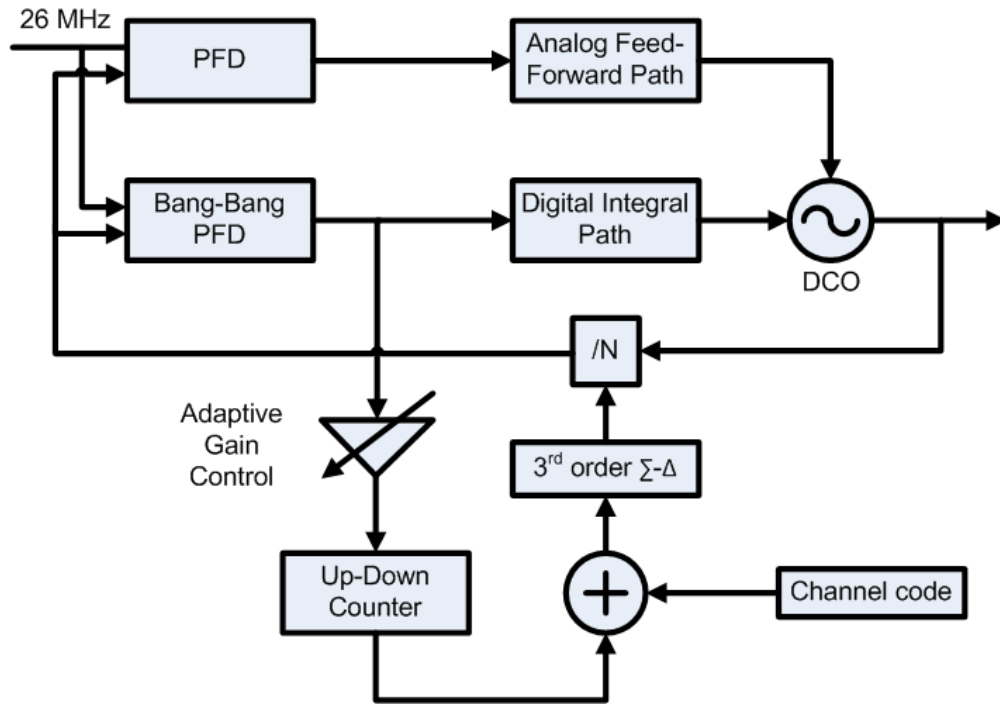 26 MHz
PFD
Analog Feed-
Forward Path
Bang-Bang
PFD
Digital Integral
Path
DCO
/N
Adaptive
Gain
Control
3rd order ∑-Δ
Up-Down
Counter
+
Channel code